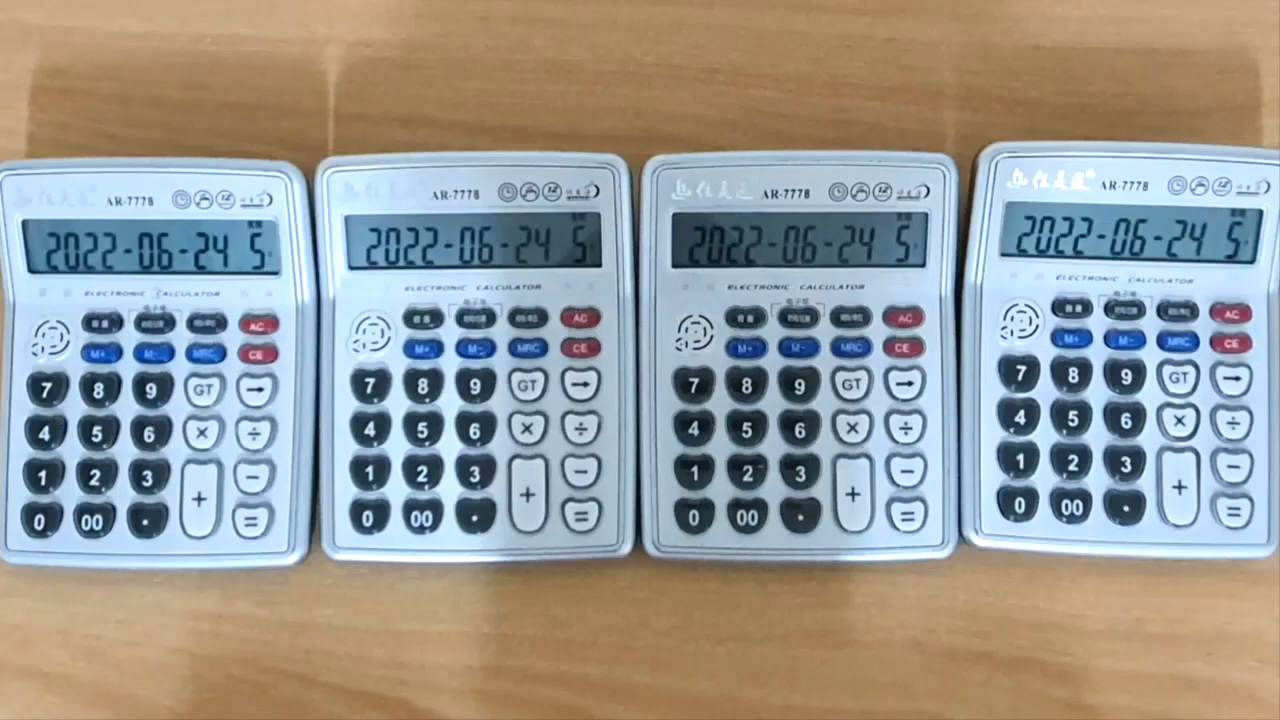 AR-7778
2022-06-24 5
ELECTRONIC CALCULATOR
AC
M+ M- MRC CE
7 8 9 GT →
4 5 6 × ÷
1 2 3 + −
0 00 . =
AR-7778
2022-06-24 5
ELECTRONIC CALCULATOR
AC
M+ M- MRC CE
7 8 9 GT →
4 5 6 × ÷
1 2 3 + −
0 00 . =
AR-7778
2022-06-24 5
ELECTRONIC CALCULATOR
AC
M+ M- MRC CE
7 8 9 GT →
4 5 6 × ÷
1 2 3 + −
0 00 . =
AR-7778
2022-06-24 5
ELECTRONIC CALCULATOR
AC
M+ M- MRC CE
7 8 9 GT →
4 5 6 × ÷
1 2 3 + −
0 00 . =